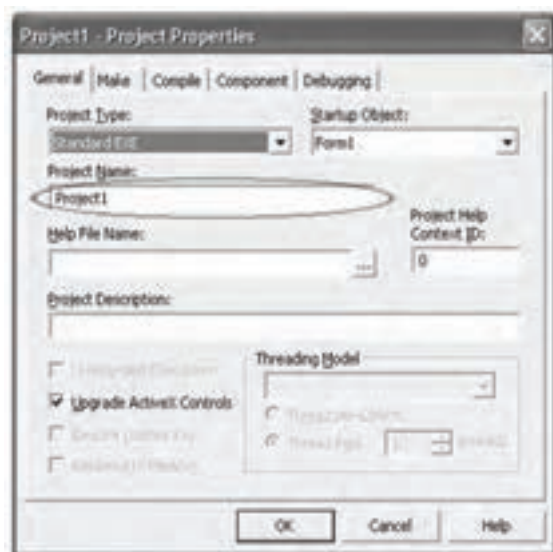 Project1 - Project Properties
General Make Compile Component Debugging
Project Type: Startup Object:
Standard EXE Form1
Project Name:
Project1
Help File Name: Project Help Context ID:
... 0
Project Description:
Threading Model
Upgrade ActiveX Controls
OK Cancel Help